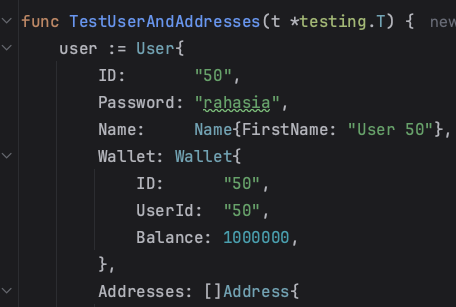 func TestUserAndAddresses(t *testing.T) { new
user := User{
ID: "50",
Password: "rahasia",
Name: Name{FirstName: "User 50"},
Wallet: Wallet{
ID: "50",
UserId: "50",
Balance: 1000000,
},
Addresses: []Address{